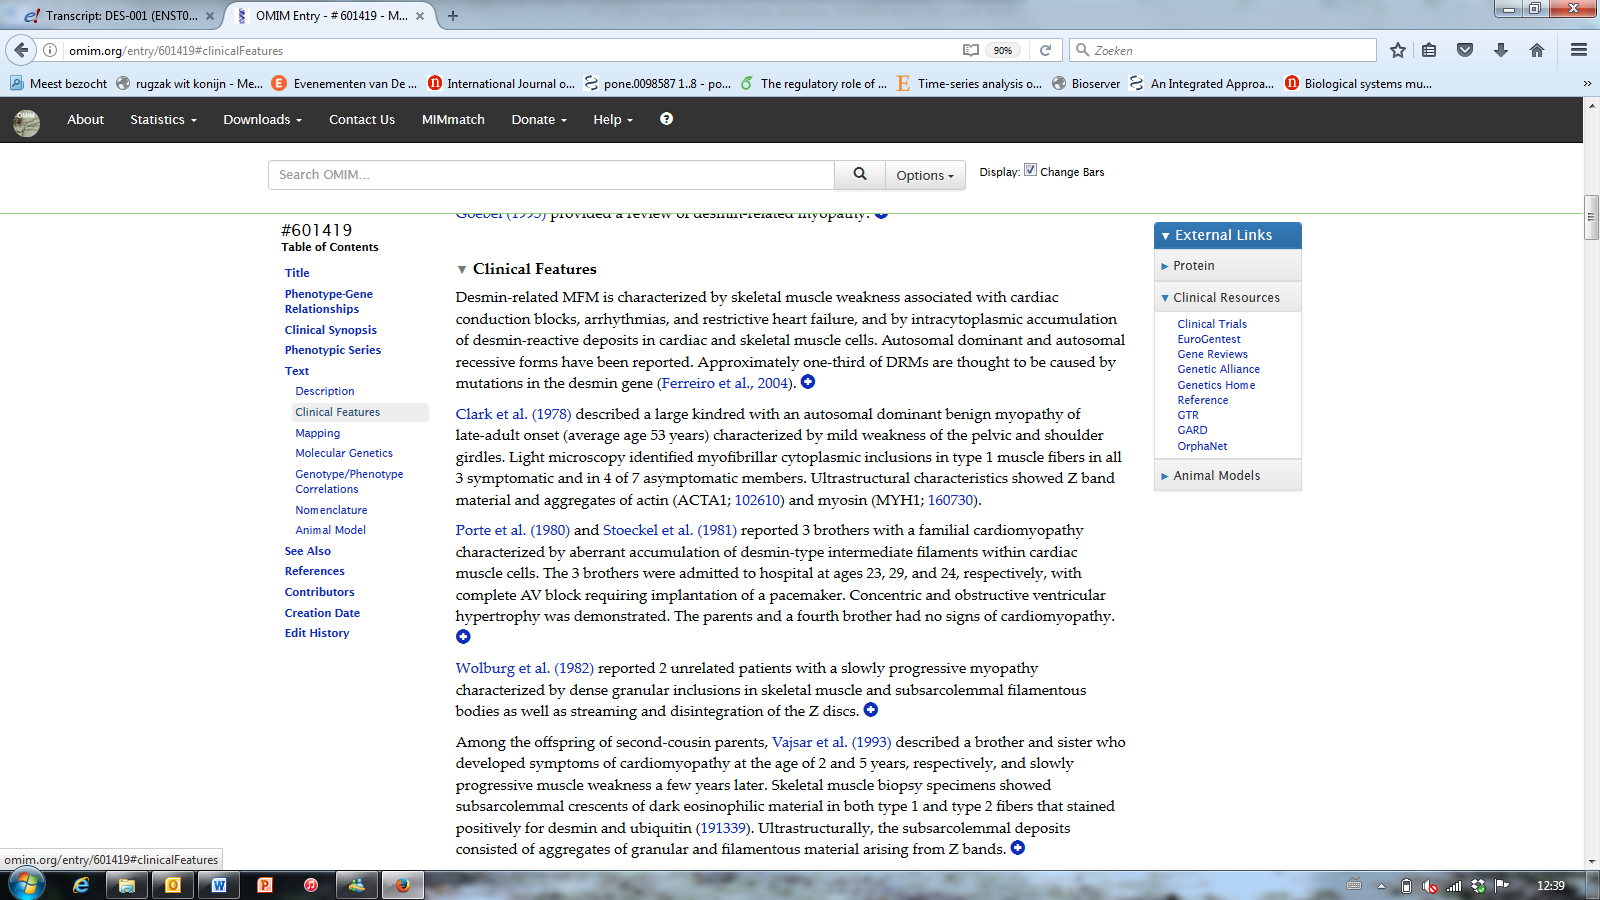 Transcript: DES-001 (ENST0...
OMIM Entry - # 601419 - M...
omim.org/entry/601419#clinicalFeatures
90%
Zoeken
Meest bezocht
rugzak wit konijn - Me...
Evenementen van De ...
International Journal o...
pone.0098587 1..8 - po...
The regulatory role of ...
Time-series analysis o...
Bioserver
An Integrated Approa...
Biological systems mu...
OMIM
About
Statistics
Downloads
Contact Us
MIMmatch
Donate
Help
Search OMIM...
Options
Display: Change Bars
#601419
Table of Contents
Title
Phenotype-Gene
Relationships
Clinical Synopsis
Phenotypic Series
Text
Description
Clinical Features
Mapping
Molecular Genetics
Genotype/Phenotype
Correlations
Nomenclature
Animal Model
See Also
References
Contributors
Creation Date
Edit History
Goebel (1995) provided a review of desmin-related myopathy.
Clinical Features
Desmin-related MFM is characterized by skeletal muscle weakness associated with cardiac
conduction blocks, arrhythmias, and restrictive heart failure, and by intracytoplasmic accumulation
of desmin-reactive deposits in cardiac and skeletal muscle cells. Autosomal dominant and autosomal
recessive forms have been reported. Approximately one-third of DRMs are thought to be caused by
mutations in the desmin gene (Ferreiro et al., 2004).
Clark et al. (1978) described a large kindred with an autosomal dominant benign myopathy of
late-adult onset (average age 53 years) characterized by mild weakness of the pelvic and shoulder
girdles. Light microscopy identified myofibrillar cytoplasmic inclusions in type 1 muscle fibers in all
3 symptomatic and in 4 of 7 asymptomatic members. Ultrastructural characteristics showed Z band
material and aggregates of actin (ACTA1; 102610) and myosin (MYH1; 160730).
Porte et al. (1980) and Stoeckel et al. (1981) reported 3 brothers with a familial cardiomyopathy
characterized by aberrant accumulation of desmin-type intermediate filaments within cardiac
muscle cells. The 3 brothers were admitted to hospital at ages 23, 29, and 24, respectively, with
complete AV block requiring implantation of a pacemaker. Concentric and obstructive ventricular
hypertrophy was demonstrated. The parents and a fourth brother had no signs of cardiomyopathy.
Wolburg et al. (1982) reported 2 unrelated patients with a slowly progressive myopathy
characterized by dense granular inclusions in skeletal muscle and subsarcolemmal filamentous
bodies as well as streaming and disintegration of the Z discs.
Among the offspring of second-cousin parents, Vajsar et al. (1993) described a brother and sister who
developed symptoms of cardiomyopathy at the age of 2 and 5 years, respectively, and slowly
progressive muscle weakness a few years later. Skeletal muscle biopsy specimens showed
subsarcolemmal crescents of dark eosinophilic material in both type 1 and type 2 fibers that stained
positively for desmin and ubiquitin (191339). Ultrastructurally, the subsarcolemmal deposits
consisted of aggregates of granular and filamentous material arising from Z bands.
External Links
Protein
Clinical Resources
Clinical Trials
EuroGentest
Gene Reviews
Genetic Alliance
Genetics Home
Reference
GTR
GARD
OrphaNet
Animal Models
omim.org/entry/601419#clinicalFeatures
12:39